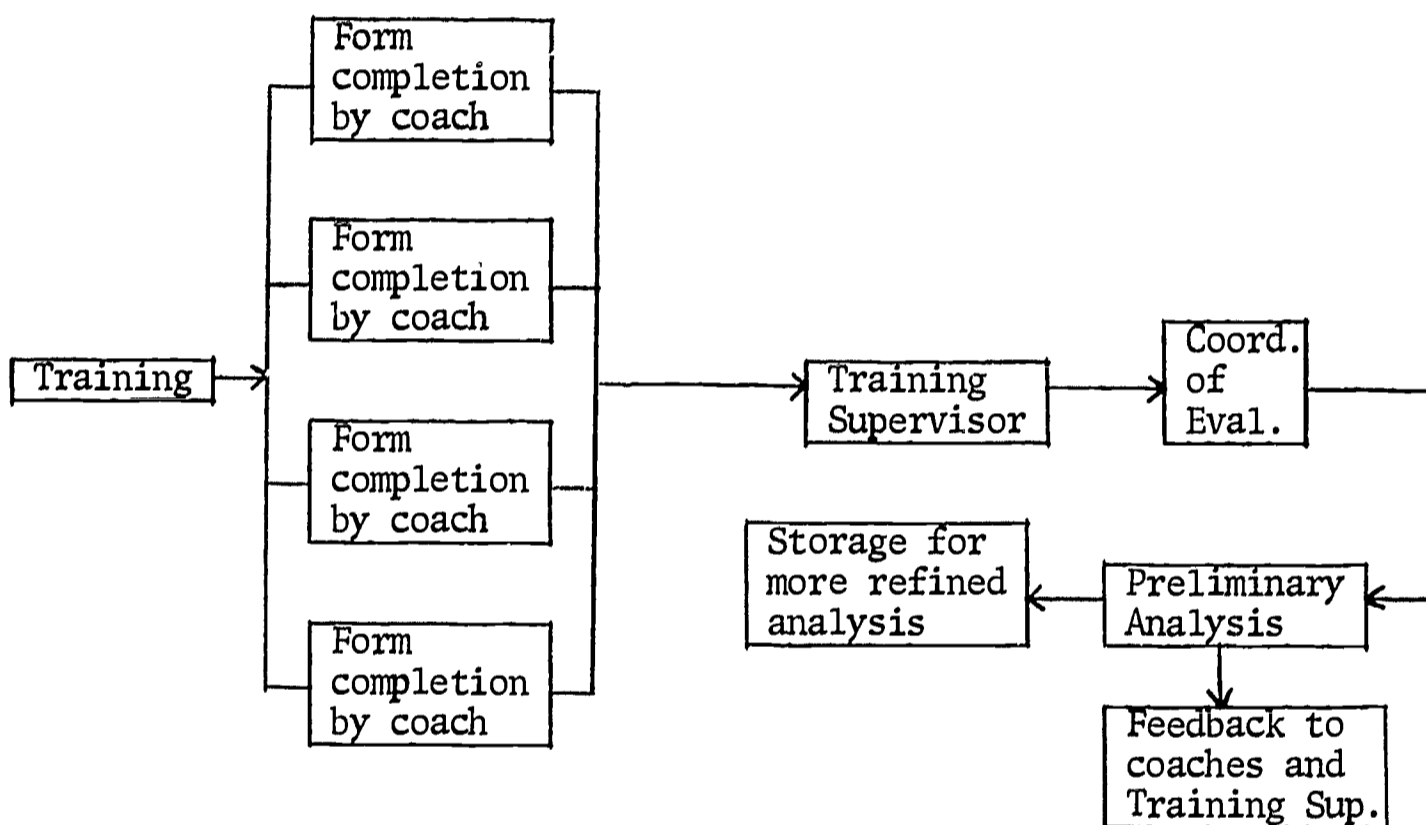 Form
completion
by coach
Form
completion
by coach
Training
Form
completion
by coach
Form
completion
by coach
Training
Supervisor
Coord.
of
Eval.
Storage for
more refined
analysis
Preliminary
Analysis
Feedback to
coaches and
Training Sup.